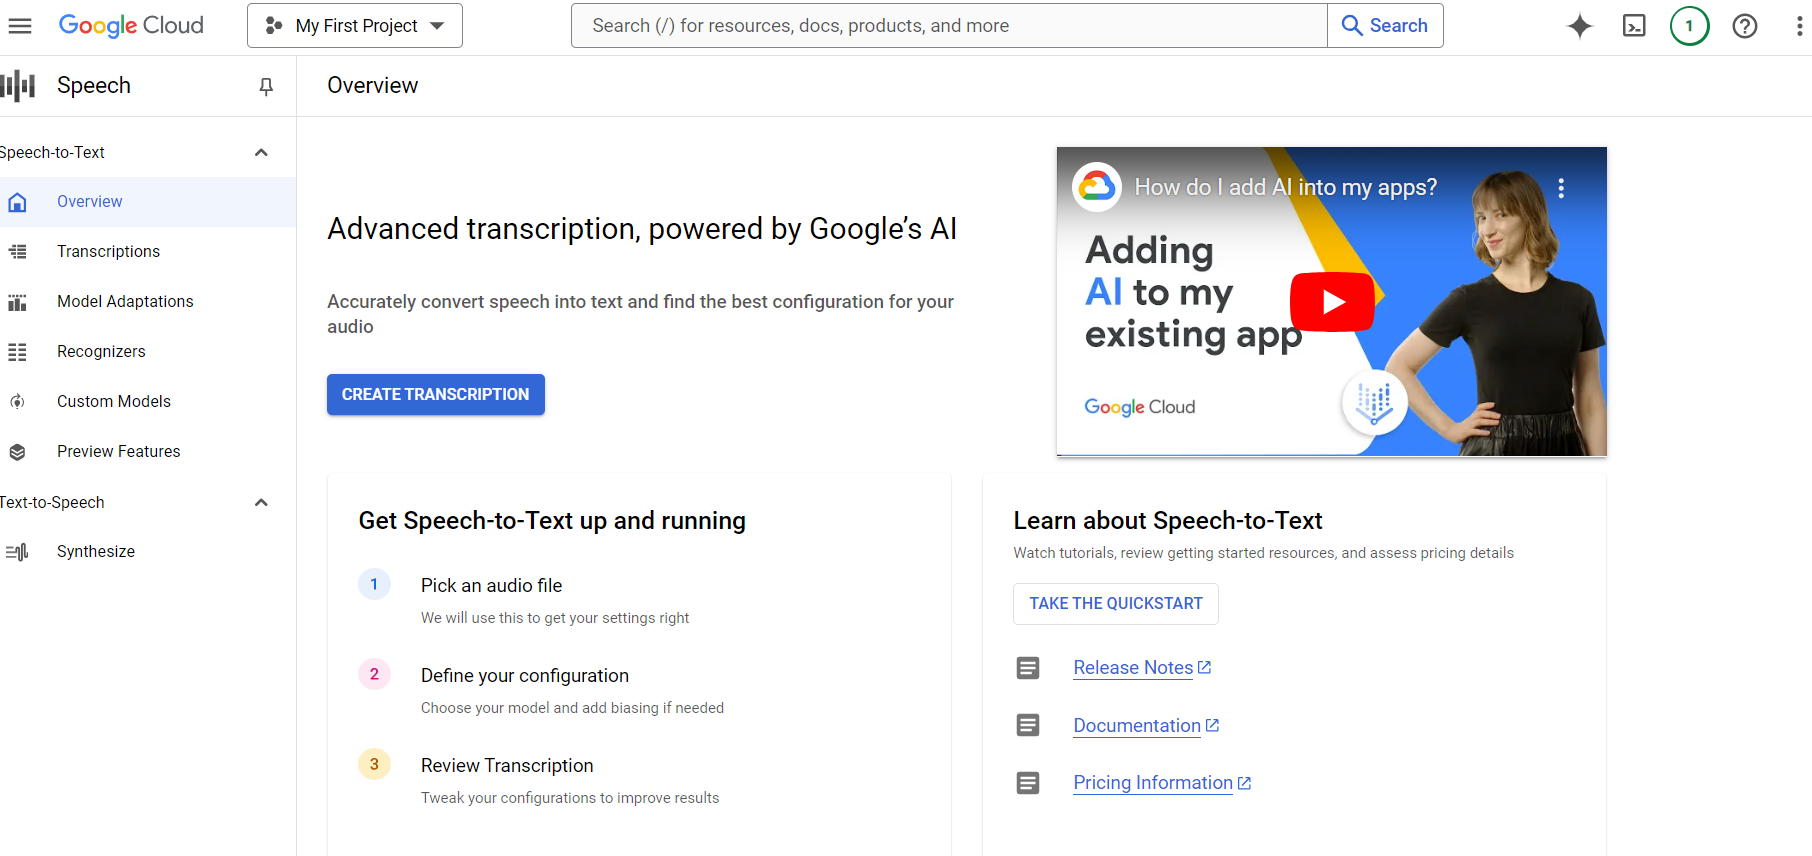 Google Cloud
My First Project
Search (/) for resources, docs, products, and more
Search
1
Speech
Overview
Speech-to-Text
Overview
Transcriptions
Model Adaptations
Recognizers
Custom Models
Preview Features
Text-to-Speech
Synthesize
Advanced transcription, powered by Google’s AI
Accurately convert speech into text and find the best configuration for your
audio
CREATE TRANSCRIPTION
How do I add AI into my apps?
Adding
AI to my
existing app
Google Cloud
Get Speech-to-Text up and running
1
Pick an audio file
We will use this to get your settings right
2
Define your configuration
Choose your model and add biasing if needed
3
Review Transcription
Tweak your configurations to improve results
Learn about Speech-to-Text
Watch tutorials, review getting started resources, and assess pricing details
TAKE THE QUICKSTART
Release Notes
Documentation
Pricing Information